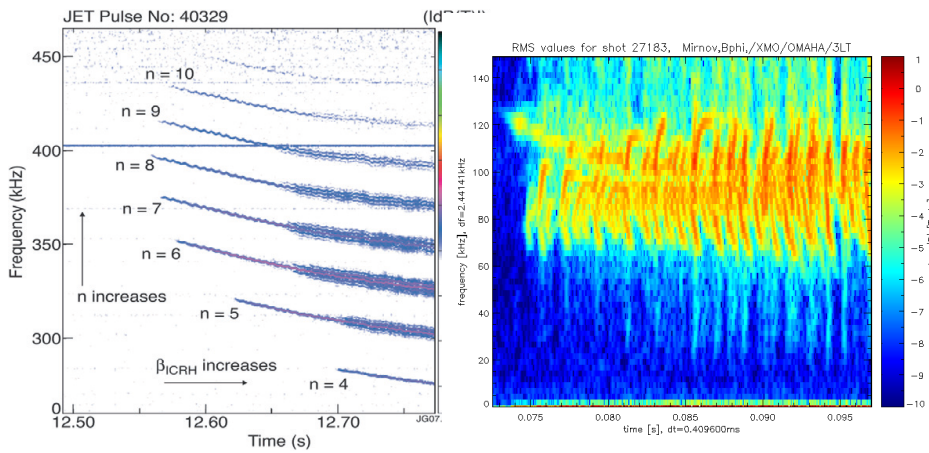 JET Pulse No: 40329
450
400
350
300
0
Frequency (kHz)
n = 10
n = 9
n = 8
n = 7
n = 6
n = 5
n = 4
n increases
βICRH increases
12.50
12.60
12.70
JG07.
Time (s)
RMS values for shot 27183, Mirnov,Bphi,/XMO/OMAHA/3LT
140
120
100
80
60
40
20
0
frequency [kHz], df=2.44141kHz
0.075
0.080
0.085
0.090
0.095
time [s], dt=0.409600ms
1
0
-1
-2
-3
-4
-5
-6
-7
-8
-9
-10